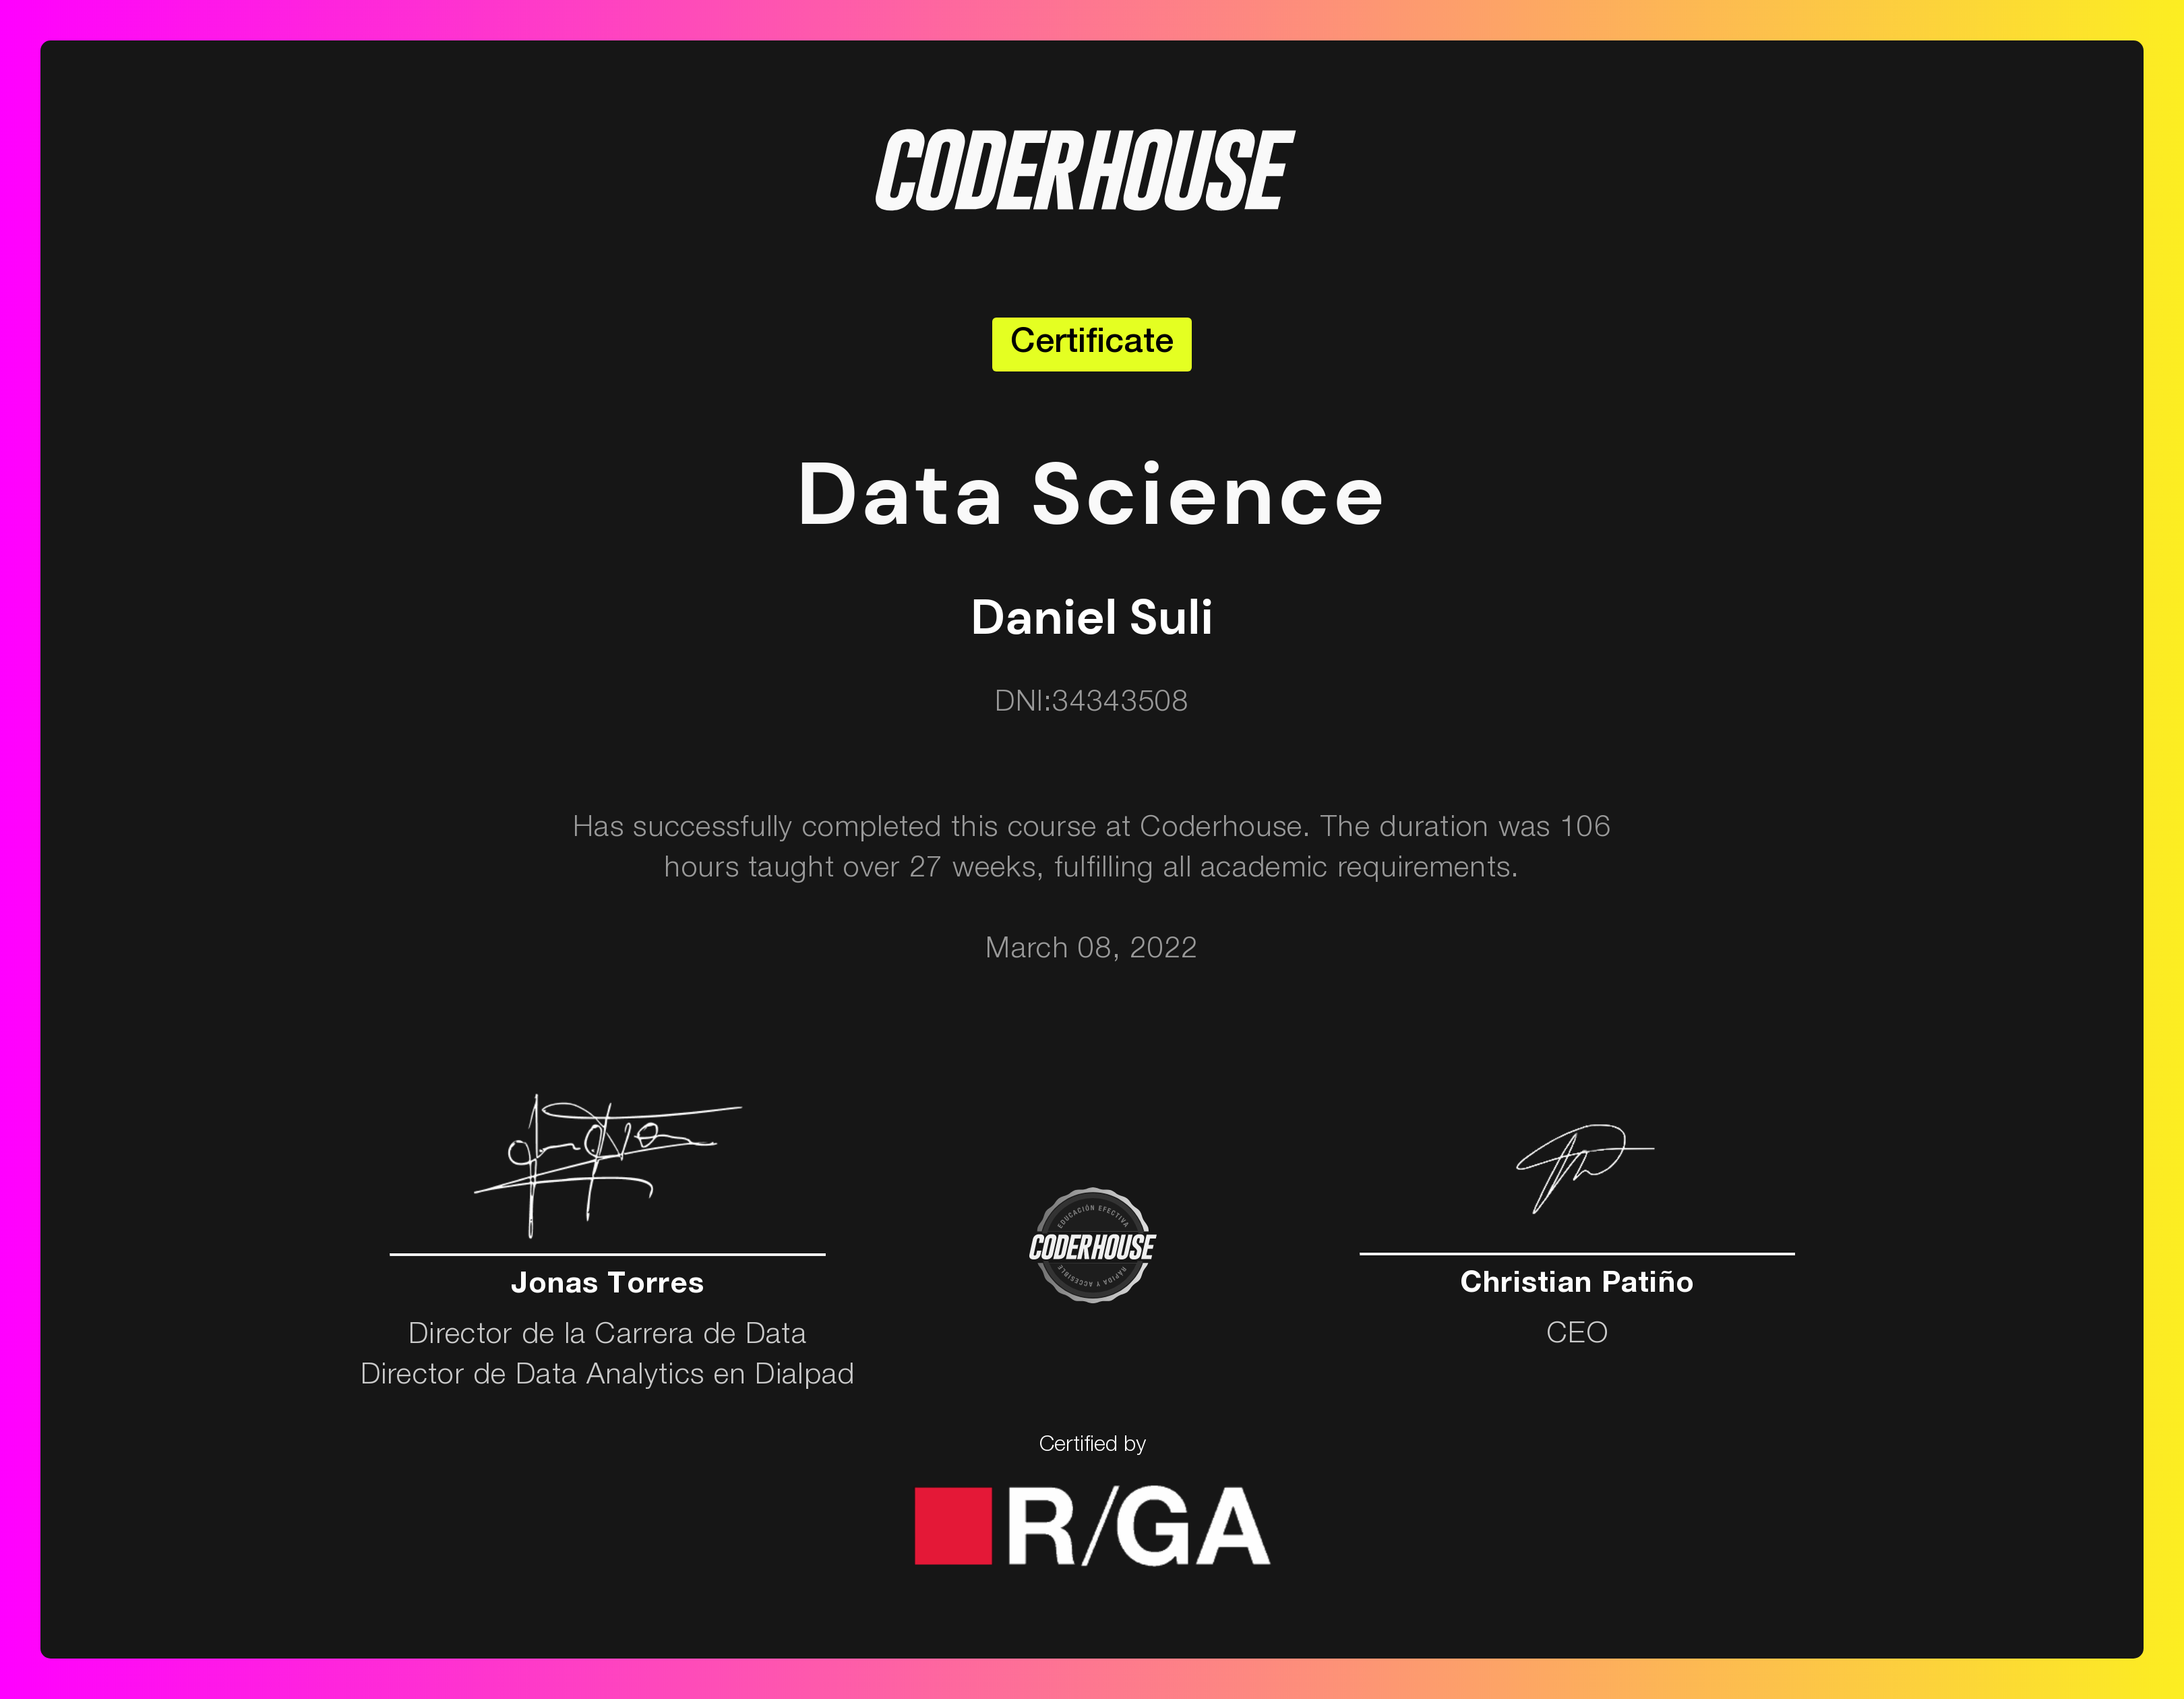 CODERHOUSE
Certificate
Data Science
Daniel Suli
DNI:34343508
Has successfully completed this course at Coderhouse. The duration was 106
hours taught over 27 weeks, fulfilling all academic requirements.
March 08, 2022
Jonas Torres
Director de la Carrera de Data
Director de Data Analytics en Dialpad
EDUCACIÓN EFECTIVA
CODERHOUSE
RÁPIDA Y ACCESIBLE
Christian Patiño
CEO
Certified by
R/GA